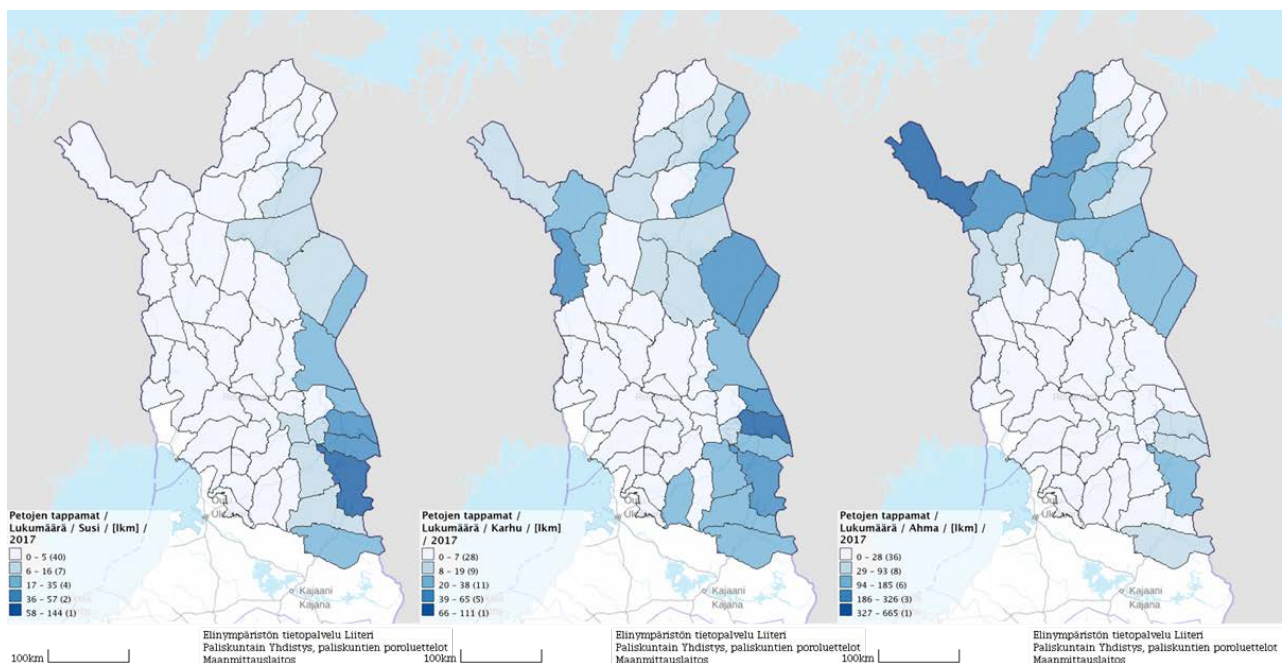 Petojen tappamat /
Lukumäärä / Susi / [lkm] /
2017
0 – 5 (40)
6 – 16 (7)
17 – 35 (4)
36 – 57 (2)
58 – 144 (1)
Oulu
Kajaani
Kajana
100km
Elinympäristön tietopalvelu Liiteri
Paliskuntain Yhdistys, paliskuntien poroluettelot
Maanmittauslaitos
Petojen tappamat /
Lukumäärä / Karhu / [lkm]
/ 2017
0 – 7 (28)
8 – 19 (9)
20 – 38 (11)
39 – 65 (5)
66 – 111 (1)
Kajaani
Kajana
100km
Elinympäristön tietopalvelu Liiteri
Paliskuntain Yhdistys, paliskuntien poroluettelot
Maanmittauslaitos
Petojen tappamat /
Lukumäärä / Ahma / [lkm] /
2017
0 – 28 (36)
29 – 93 (8)
94 – 185 (6)
186 – 326 (3)
327 – 665 (1)
Kajaani
Kajana
100km
Elinympäristön tietopalvelu Liiteri
Paliskuntain Yhdistys, paliskuntien poroluettelot
Maanmittauslaitos